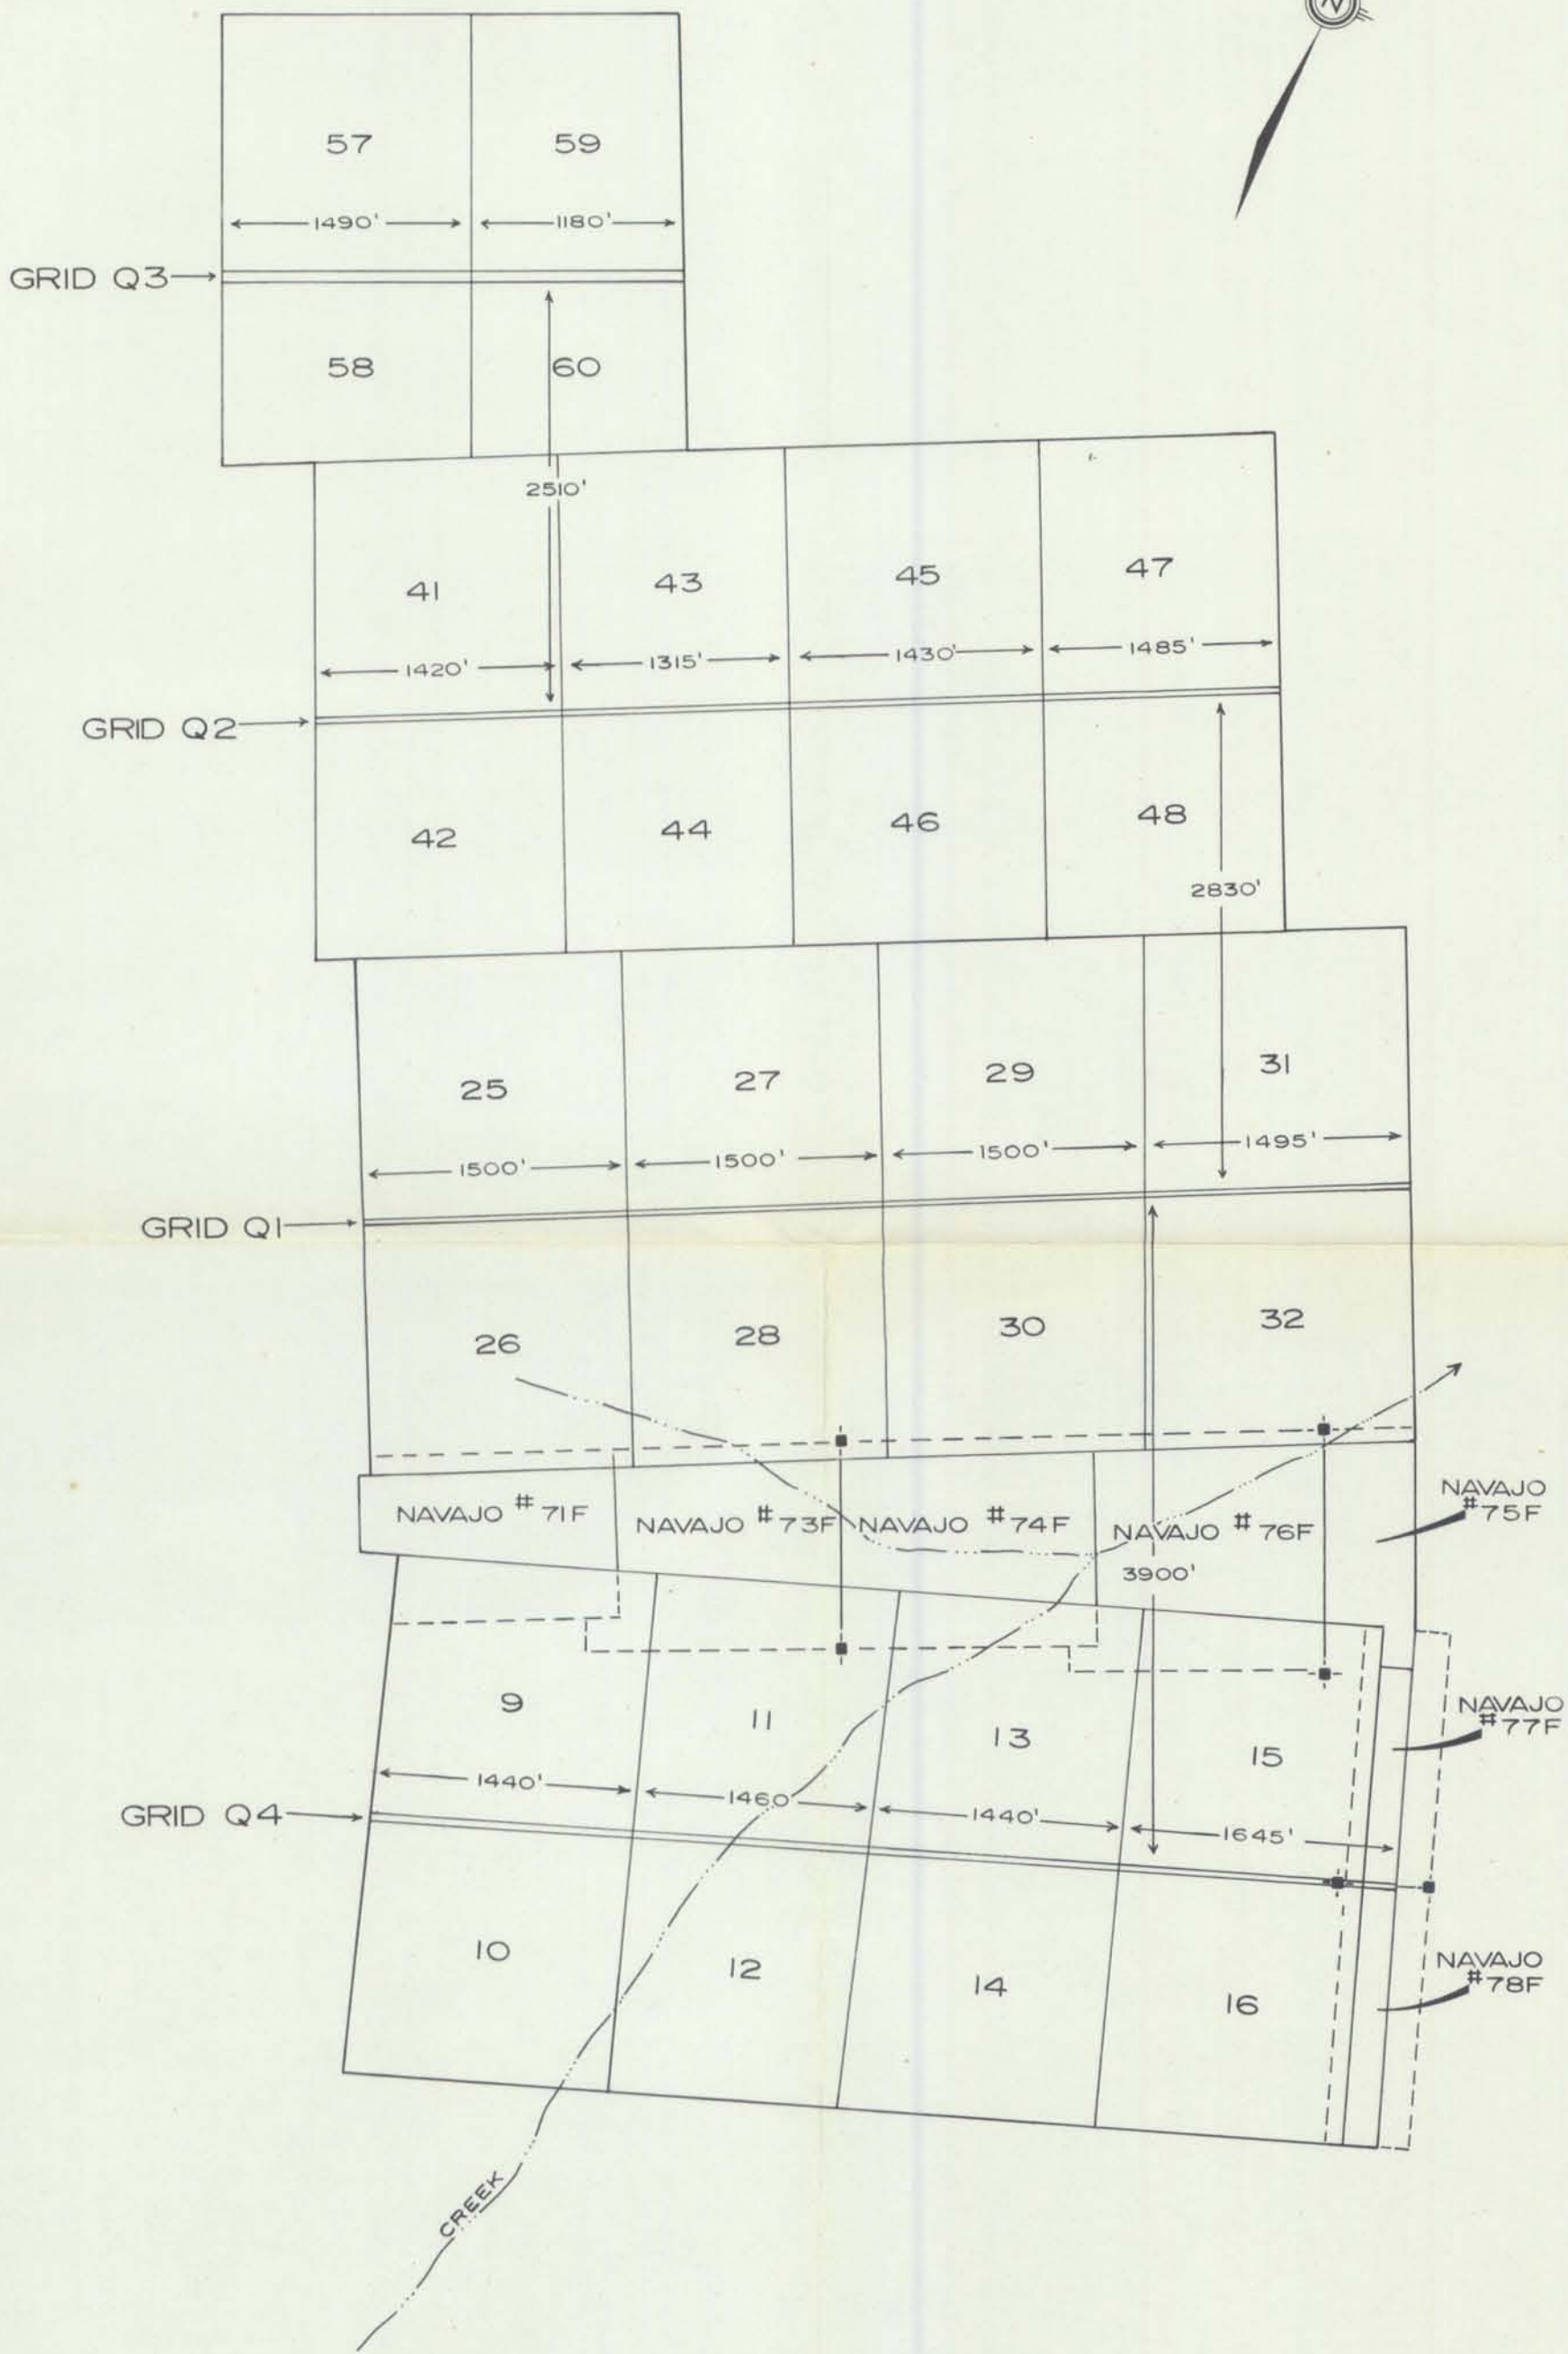 N
57 59
1490' 1180'
GRID Q3
58 60
2510'
41 43 45 47
1420' 1315' 1430' 1485'
GRID Q2
42 44 46 48
2830'
25 27 29 31
1500' 1500' 1500' 1495'
GRID Q1
26 28 30 32
NAVAJO #71F NAVAJO #73F NAVAJO #74F NAVAJO #76F
NAVAJO
#75F
3900'
9 11 13 15
NAVAJO
#77F
1440' 1460 1440' 1645'
GRID Q4
10 12 14 16
NAVAJO
#78F
CREEK